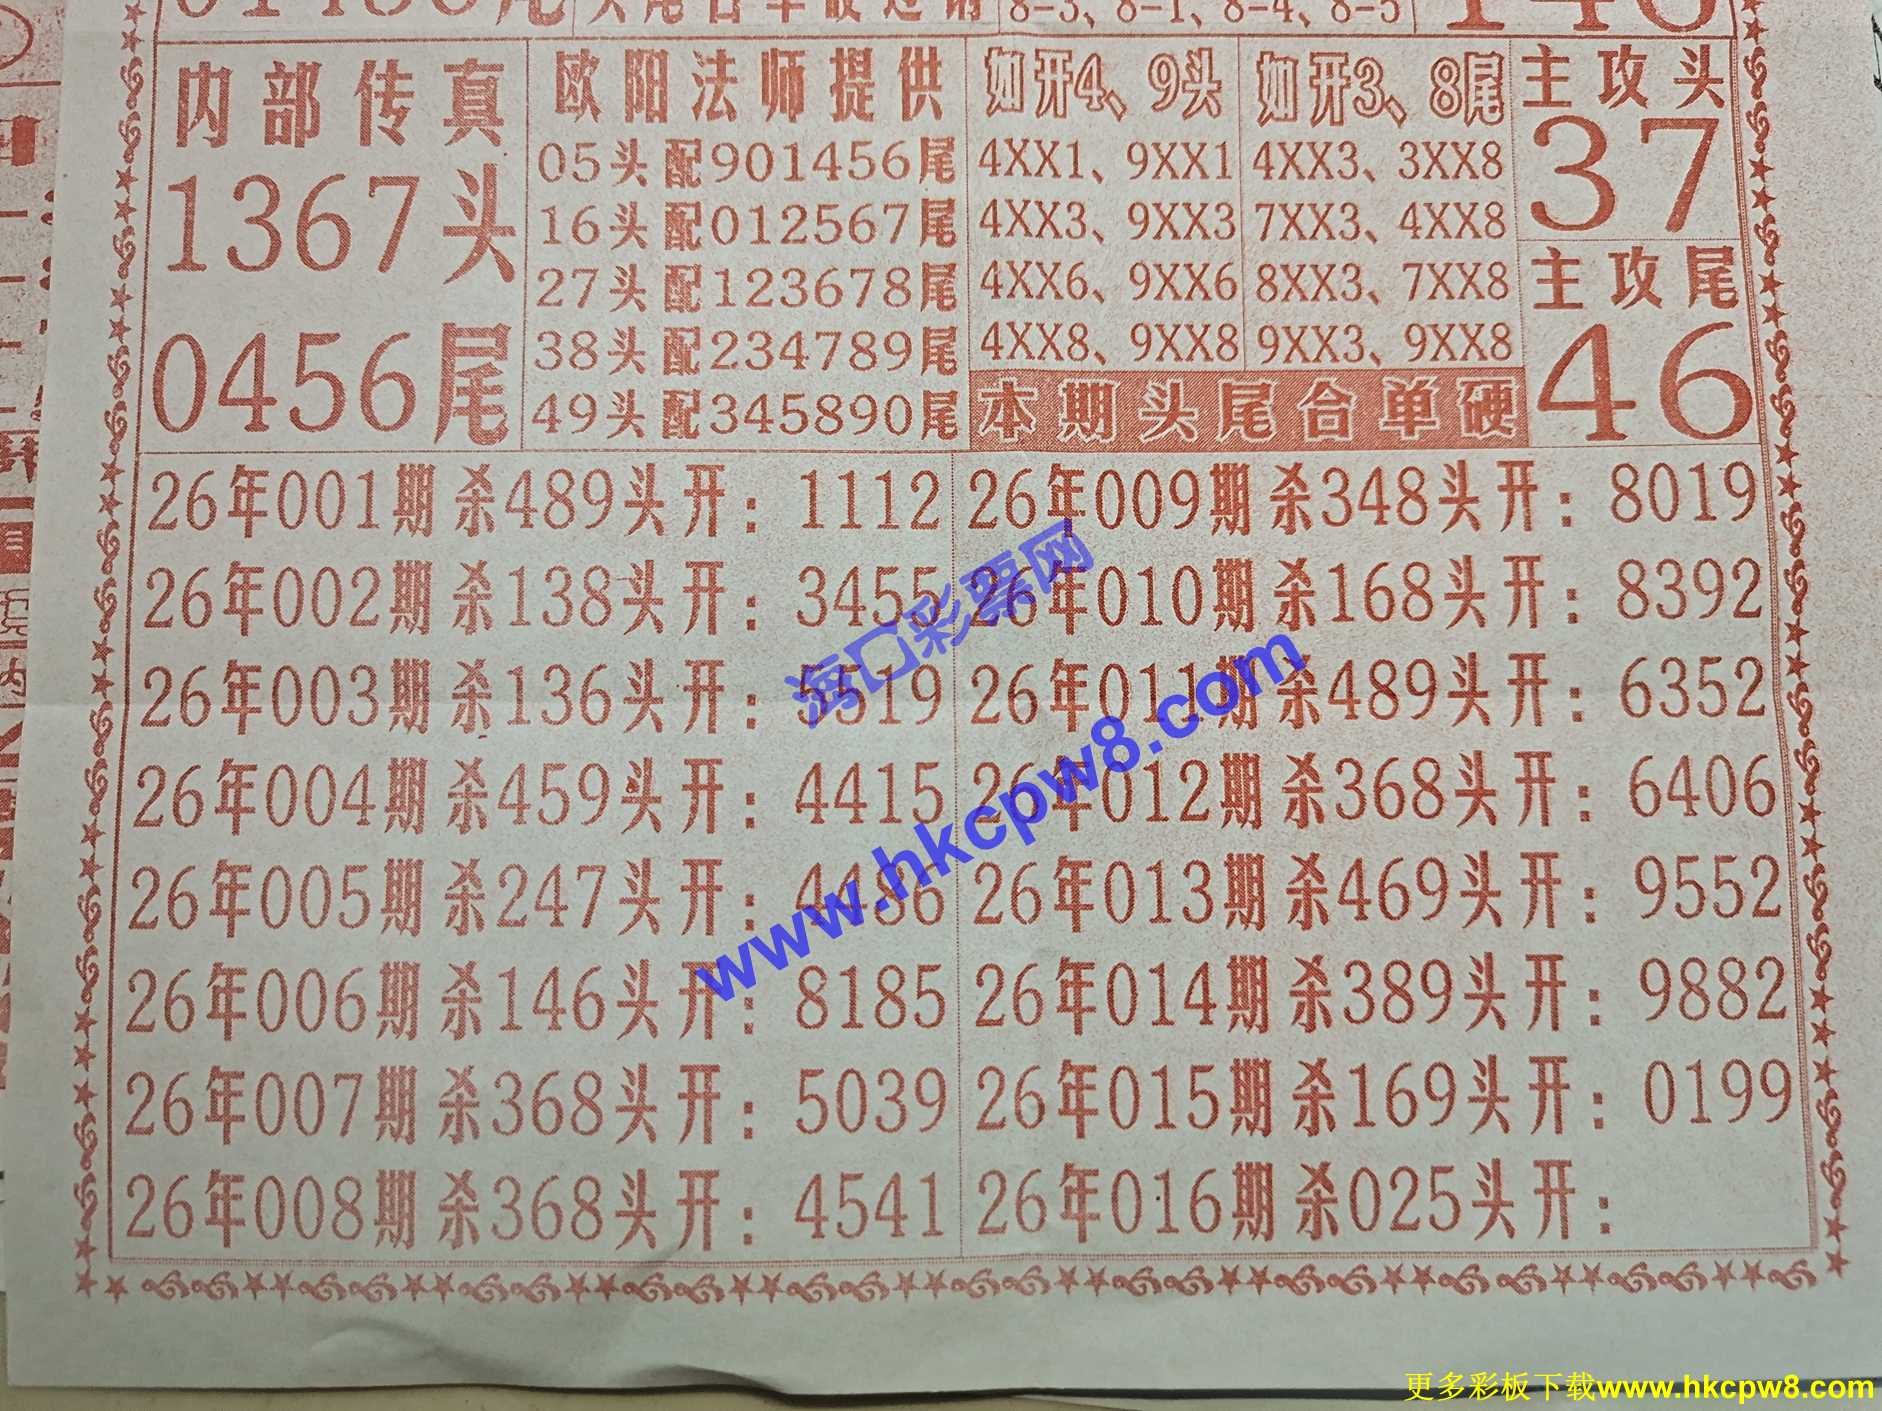 8-3、8-1、8-4、8-5
内部传真
1367头
0456尾
欧阳法师提供
05头配901456尾
16头配012567尾
27头配123678尾
38头配234789尾
49头配345890尾
如开4、9头
4XX1、9XX1
4XX3、9XX3
4XX6、9XX6
4XX8、9XX8
如开3、8尾
4XX3、3XX8
7XX3、4XX8
8XX3、7XX8
9XX3、9XX8
本期头尾合单硬
主攻头
37
主攻尾
46
26年001期杀489头开：1112
26年002期杀138头开：3455
26年003期杀136头开：5519
26年004期杀459头开：4415
26年005期杀247头开：4486
26年006期杀146头开：8185
26年007期杀368头开：5039
26年008期杀368头开：4541
26年009期杀348头开：8019
26年010期杀168头开：8392
26年011期杀489头开：6352
26年012期杀368头开：6406
26年013期杀469头开：9552
26年014期杀389头开：9882
26年015期杀169头开：0199
26年016期杀025头开：
海口彩票网
www.hkcpw8.com
更多彩板下载www.hkcpw8.com